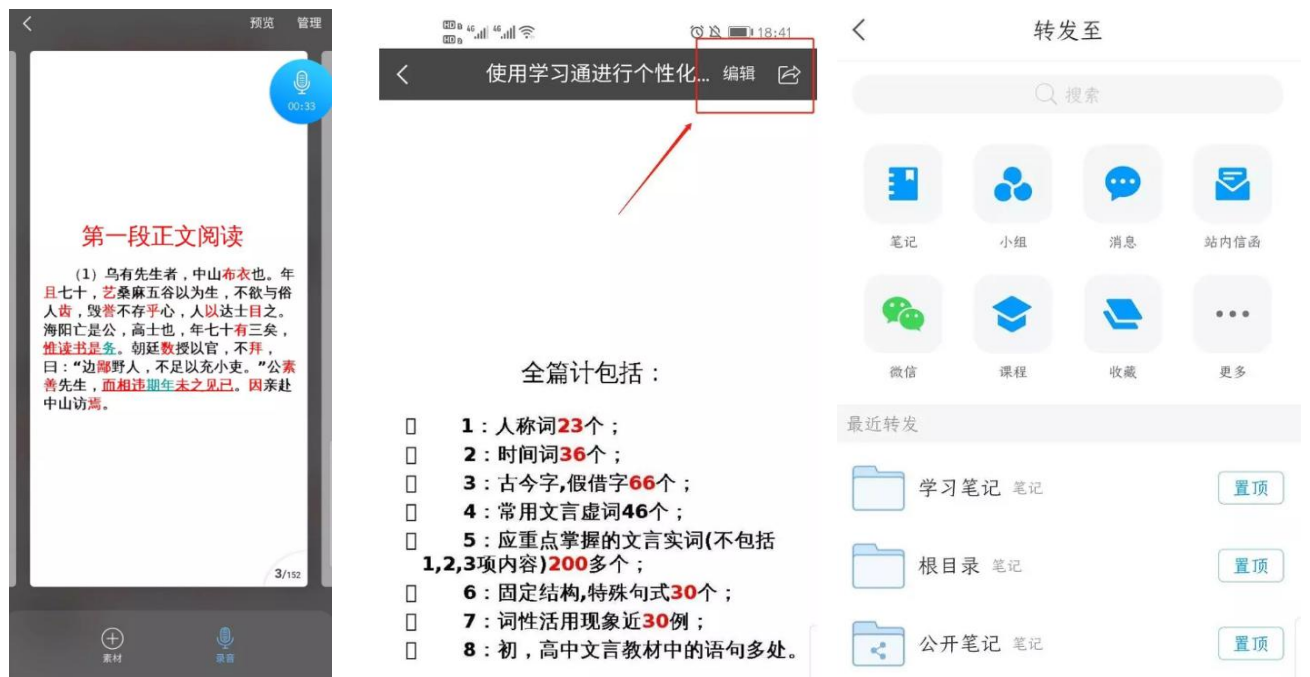 预览 管理
00:33
第一段正文阅读
（1）乌有先生者，中山布衣也。年
且七十，艺桑麻五谷以为生，不欲与俗
人齿，毁誉不存乎心，人以达士目之。
海阳亡是公，高士也，年七十有三矣，
惟读书是务。朝廷数授以官，不拜，
曰：“边鄙野人，不足以充小吏。”公素
善先生，而相违期年未之见已。因亲赴
中山访焉。
3/152
素材
录音
18:41
使用学习通进行个性化... 编辑
全篇计包括：
1：人称词23个；
2：时间词36个；
3：古今字,假借字66个；
4：常用文言虚词46个；
5：应重点掌握的文言实词(不包括
1,2,3项内容)200多个；
6：固定结构,特殊句式30个；
7：词性活用现象近30例；
8：初，高中文言教材中的语句多处。
转发至
搜索
笔记 小组 消息 站内信函
微信 课程 收藏 更多
最近转发
学习笔记 笔记 置顶
根目录 笔记 置顶
公开笔记 笔记 置顶